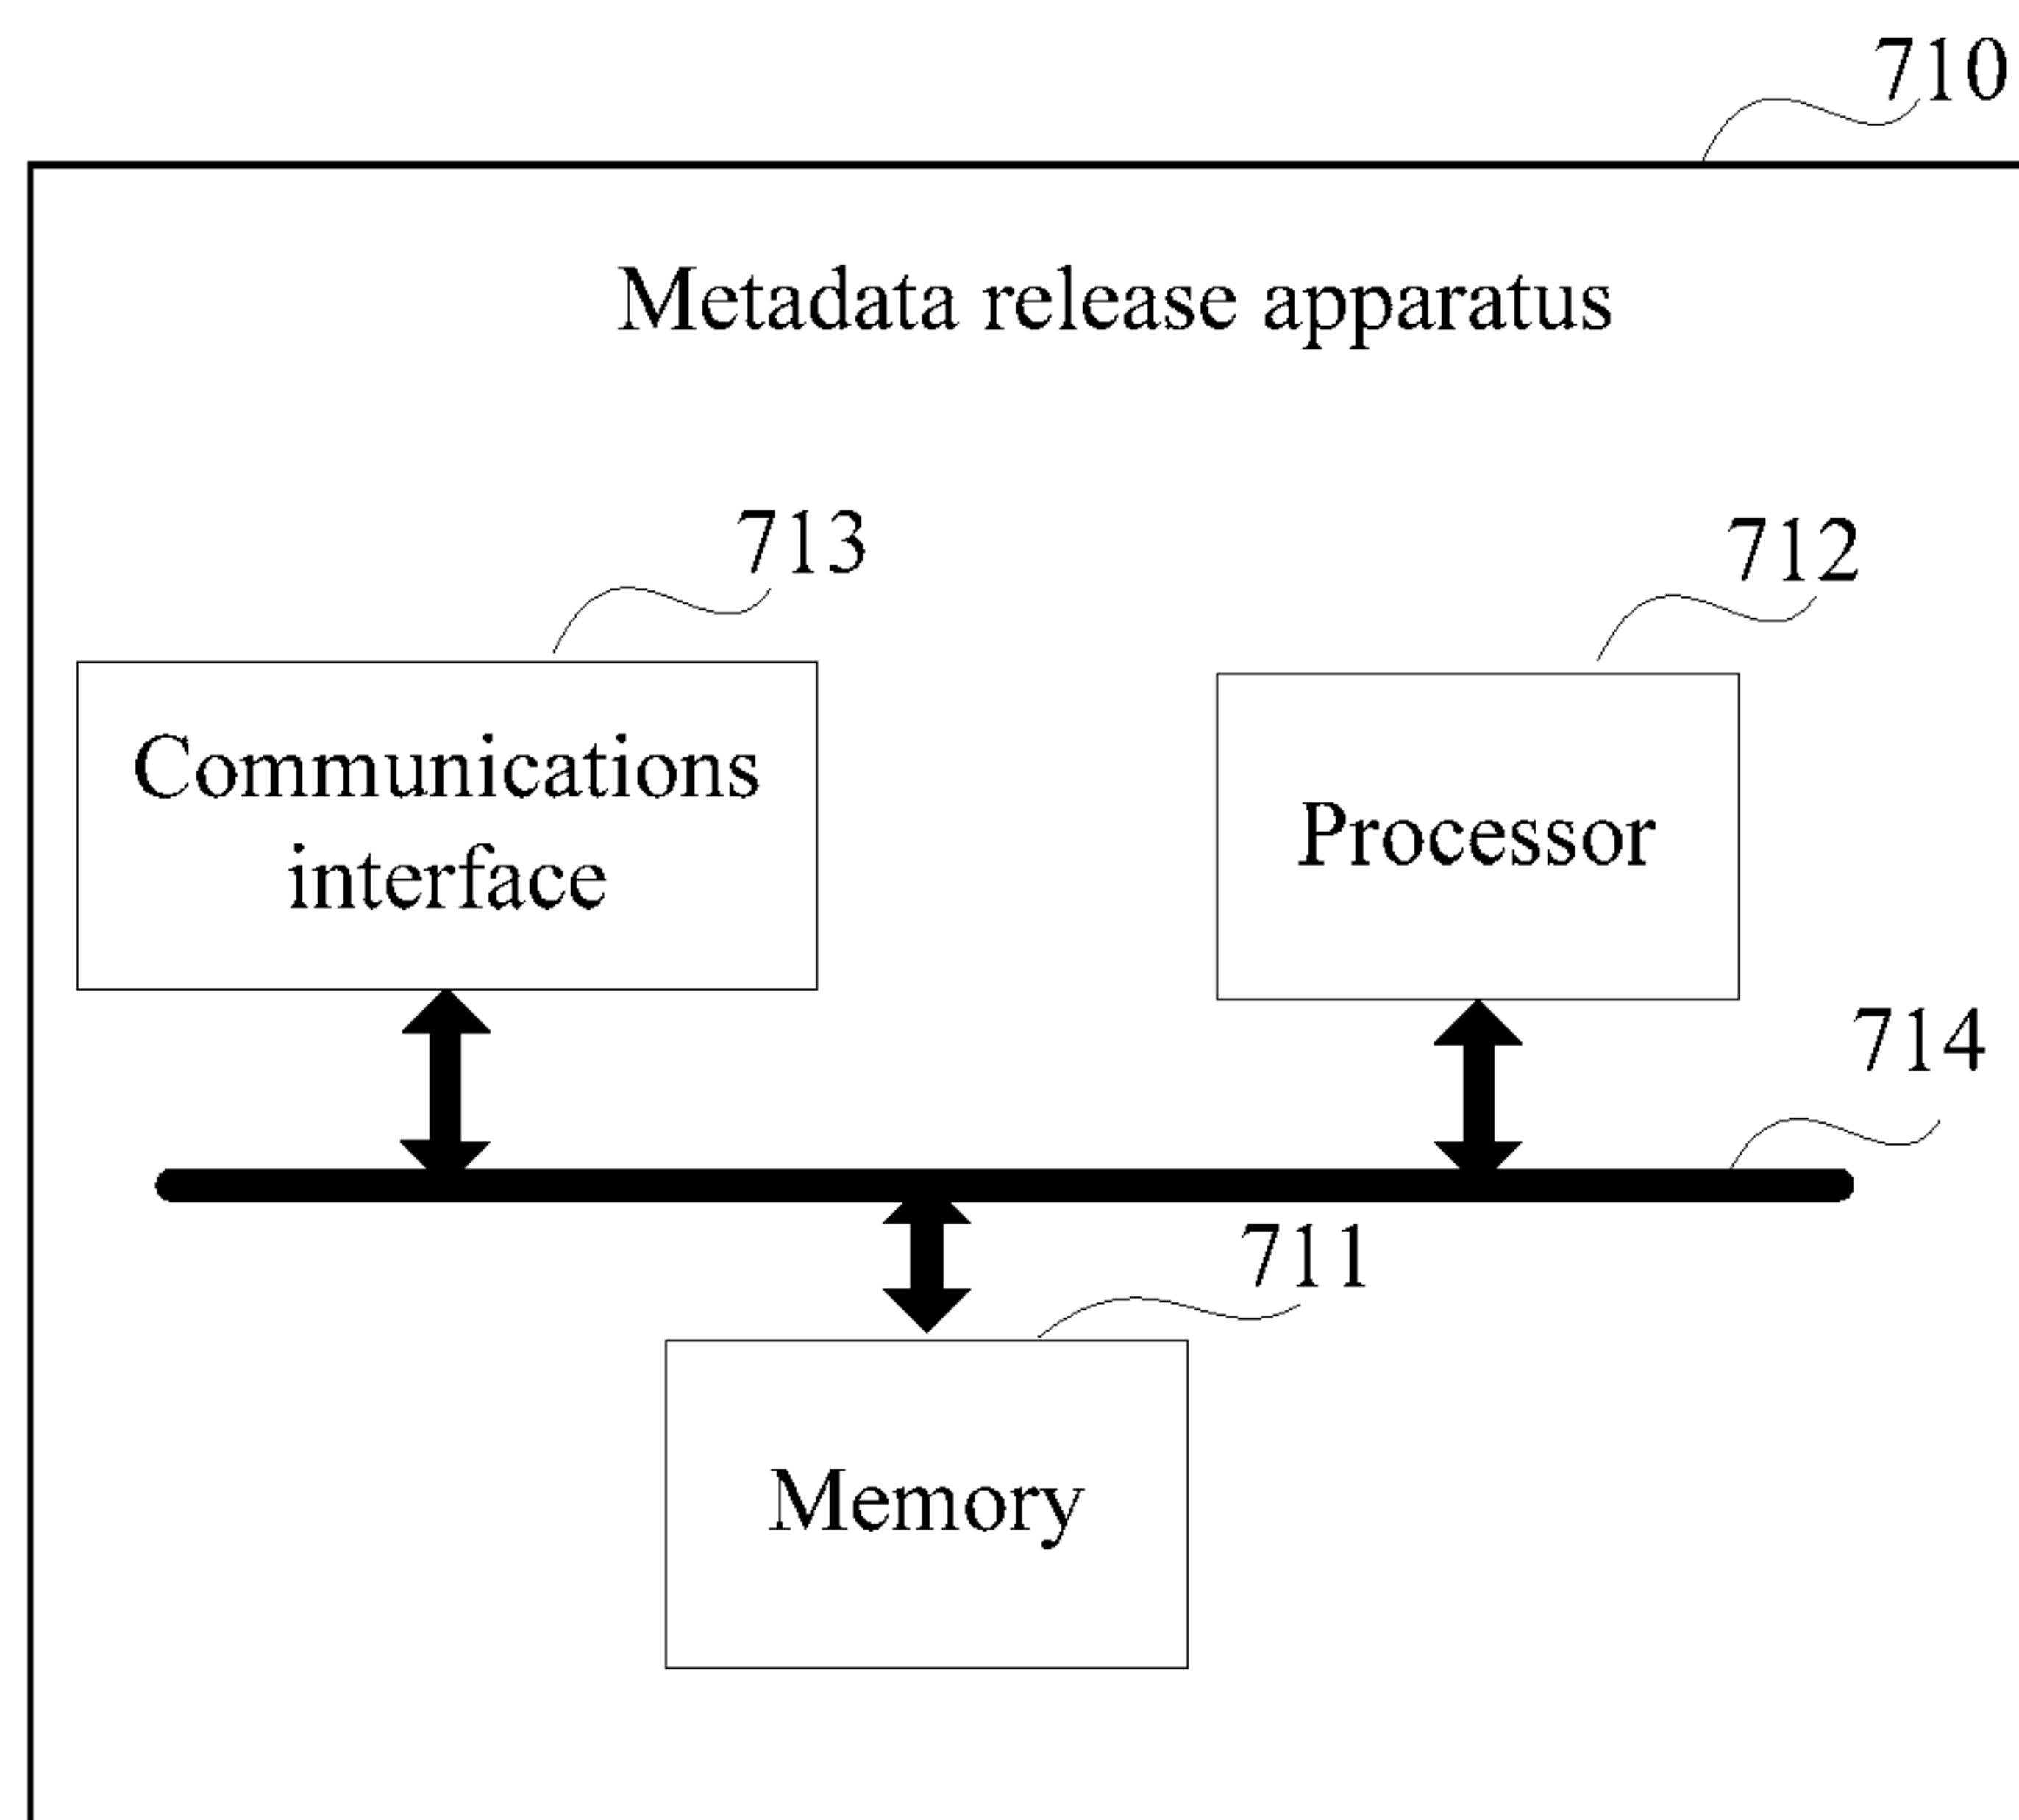 710
Metadata release apparatus
713
712
Communications
interface
Processor
714
711
Memory